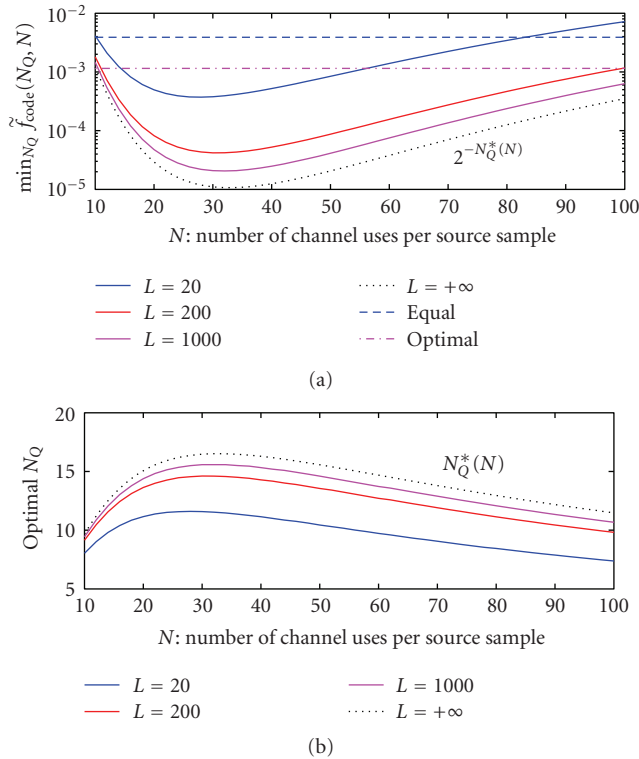 10⁻²
10⁻³
10⁻⁴
10⁻⁵
min_{N_Q} f̃_code(N_Q, N)
2^{−N_Q^*(N)}
10 20 30 40 50 60 70 80 90 100
N: number of channel uses per source sample
L = 20
L = 200
L = 1000
L = +∞
Equal
Optimal
(a)
20
15
10
5
Optimal N_Q
N_Q^*(N)
10 20 30 40 50 60 70 80 90 100
N: number of channel uses per source sample
L = 20
L = 200
L = 1000
L = +∞
(b)